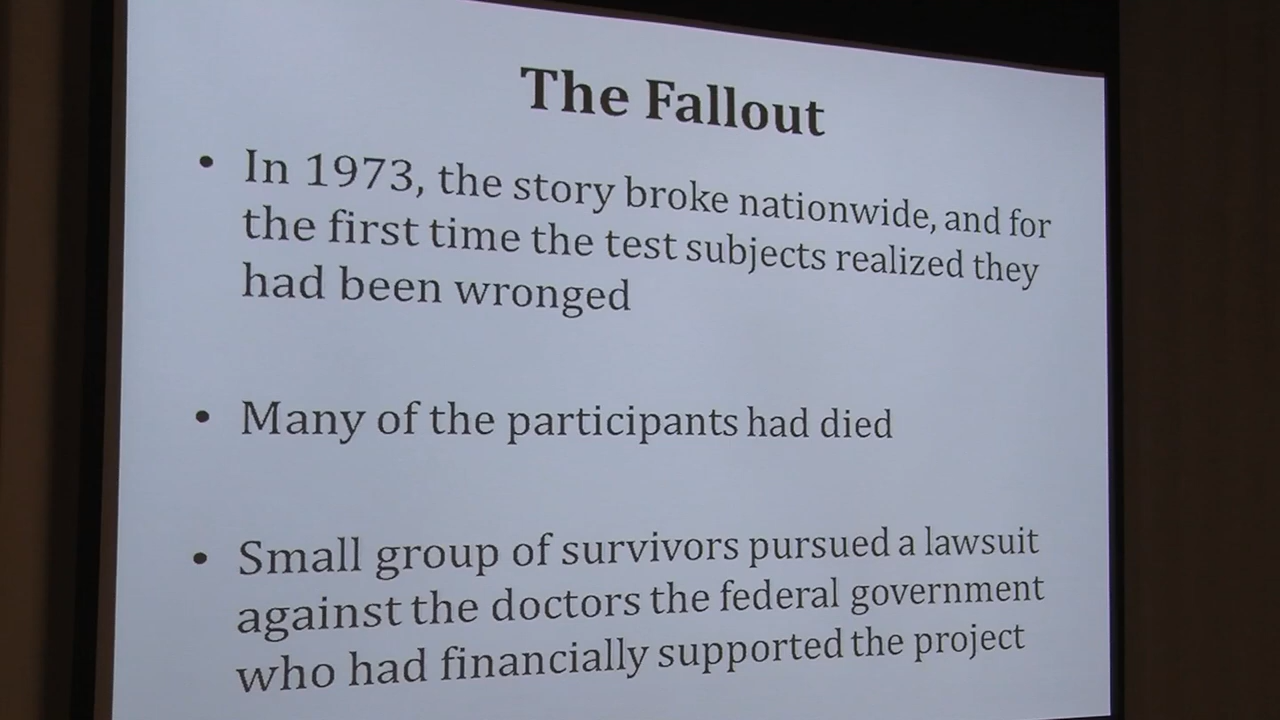 The Fallout
• In 1973, the story broke nationwide, and for
the first time the test subjects realized they
had been wronged
• Many of the participants had died
• Small group of survivors pursued a lawsuit
against the doctors the federal government
who had financially supported the project